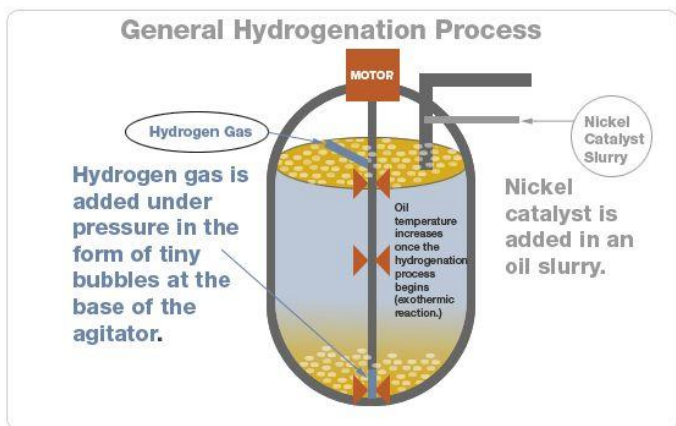 General Hydrogenation Process
MOTOR
Hydrogen Gas
Nickel
Catalyst
Slurry
Hydrogen gas is
added under
pressure in the
form of tiny
bubbles at the
base of the
agitator.
Oil
temperature
increases
once the
hydrogenation
process
begins
(exothermic
reaction.)
Nickel
catalyst is
added in an
oil slurry.